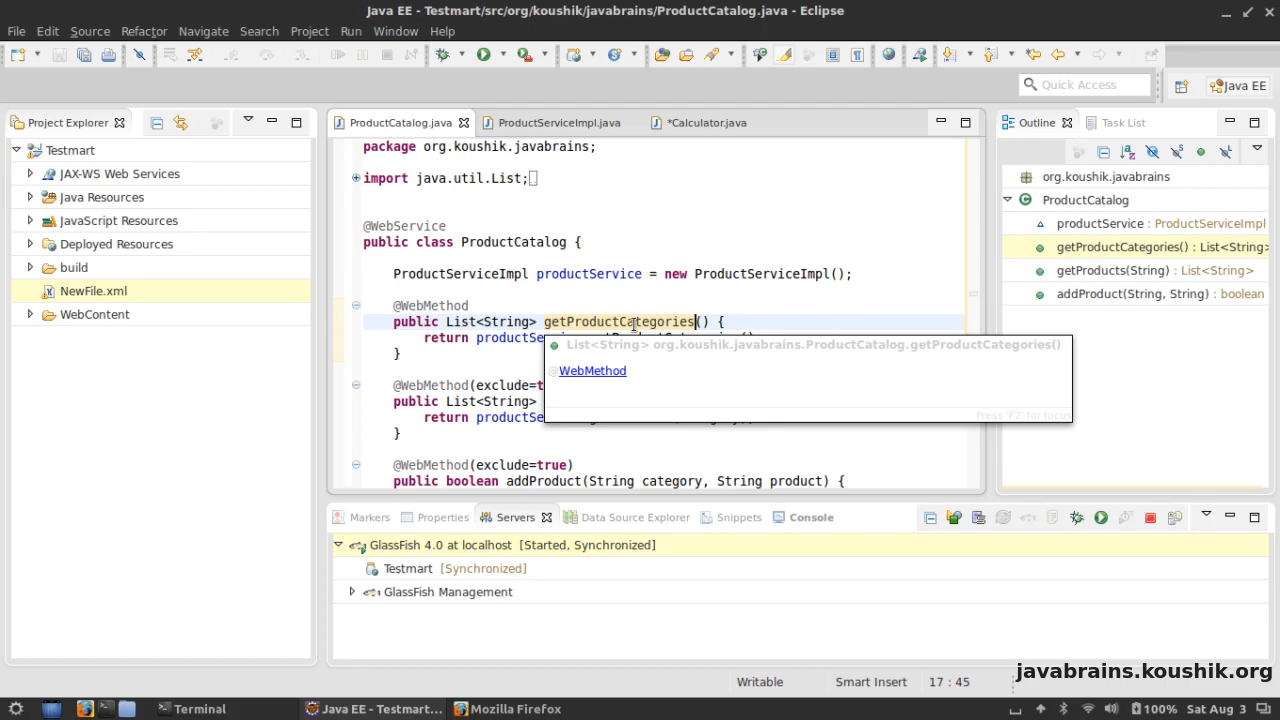 Java EE - Testmart/src/org/koushik/javabrains/ProductCatalog.java - Eclipse
File Edit Source Refactor Navigate Search Project Run Window Help
Quick Access
Java EE
Project Explorer
Testmart
JAX-WS Web Services
Java Resources
JavaScript Resources
Deployed Resources
build
NewFile.xml
WebContent
ProductCatalog.java
ProductServiceImpl.java
*Calculator.java
package org.koushik.javabrains;
import java.util.List;
@WebService
public class ProductCatalog {
ProductServiceImpl productService = new ProductServiceImpl();
@WebMethod
public List<String> getProductCategories() {
return productSe
}
@WebMethod(exclude=t
public List<String>
return productSe
}
@WebMethod(exclude=true)
public boolean addProduct(String category, String product) {
List<String> org.koushik.javabrains.ProductCatalog.getProductCategories()
@WebMethod
Press 'F2' for focus
Outline
Task List
org.koushik.javabrains
ProductCatalog
productService : ProductServiceImpl
getProductCategories() : List<String>
getProducts(String) : List<String>
addProduct(String, String) : boolean
Markers
Properties
Servers
Data Source Explorer
Snippets
Console
GlassFish 4.0 at localhost [Started, Synchronized]
Testmart [Synchronized]
GlassFish Management
Writable
Smart Insert
17 : 45
javabrains.koushik.org
Terminal
Java EE - Testmart...
Mozilla Firefox
100%
Sat Aug 3